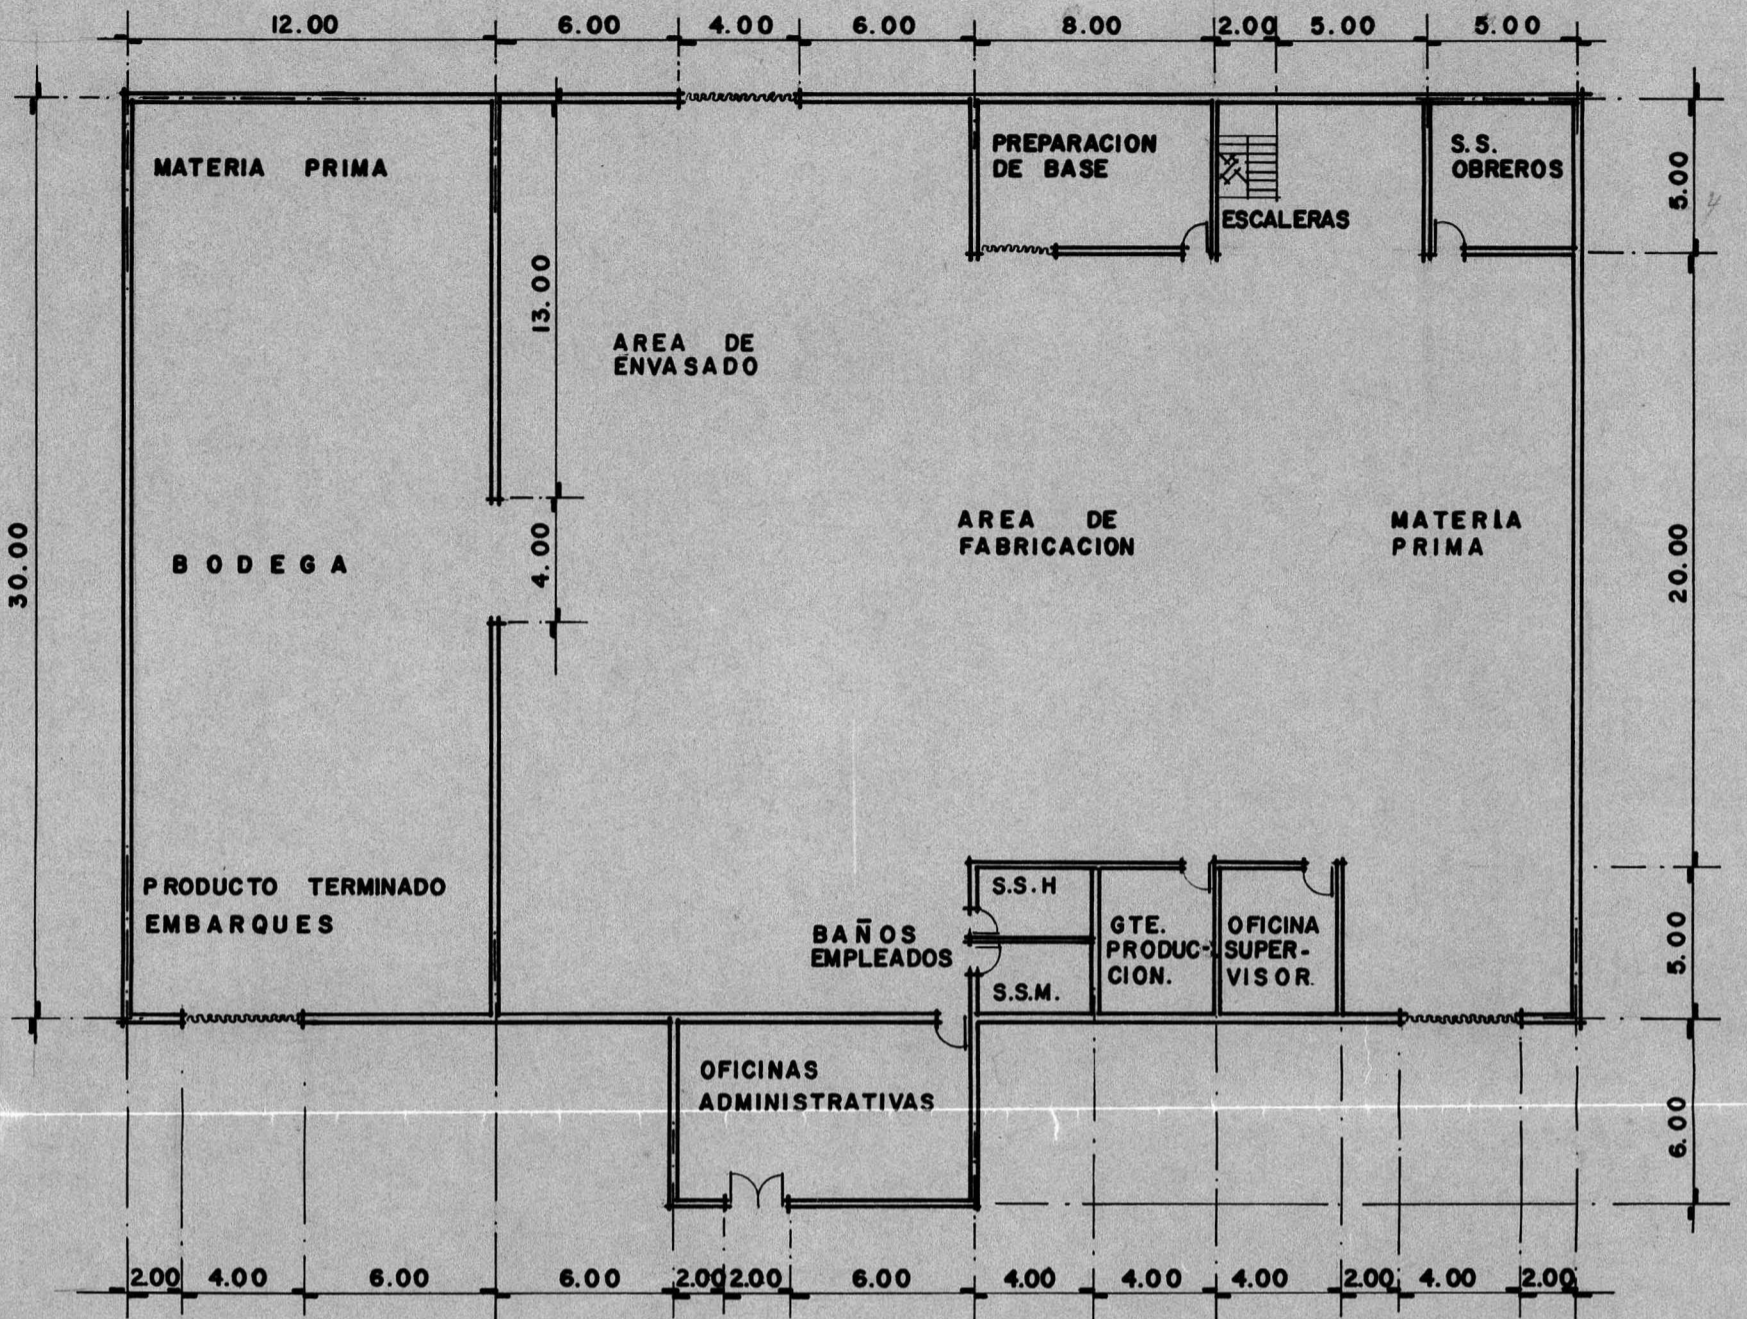 12.00 6.00 4.00 6.00 8.00 2.00 5.00 5.00
MATERIA PRIMA
PREPARACION
DE BASE
S.S.
OBREROS
ESCALERAS
5.00
4
13.00
AREA DE
ENVASADO
30.00
BODEGA
4.00
AREA DE
FABRICACION
MATERIA
PRIMA
20.00
PRODUCTO TERMINADO
EMBARQUES
BAÑOS
EMPLEADOS
S.S.H
S.S.M.
GTE.
PRODUC-
CION.
OFICINA
SUPER-
VISOR.
5.00
OFICINAS
ADMINISTRATIVAS
6.00
2.00 4.00 6.00 6.00 2.00 2.00 6.00 4.00 4.00 4.00 2.00 4.00 2.00